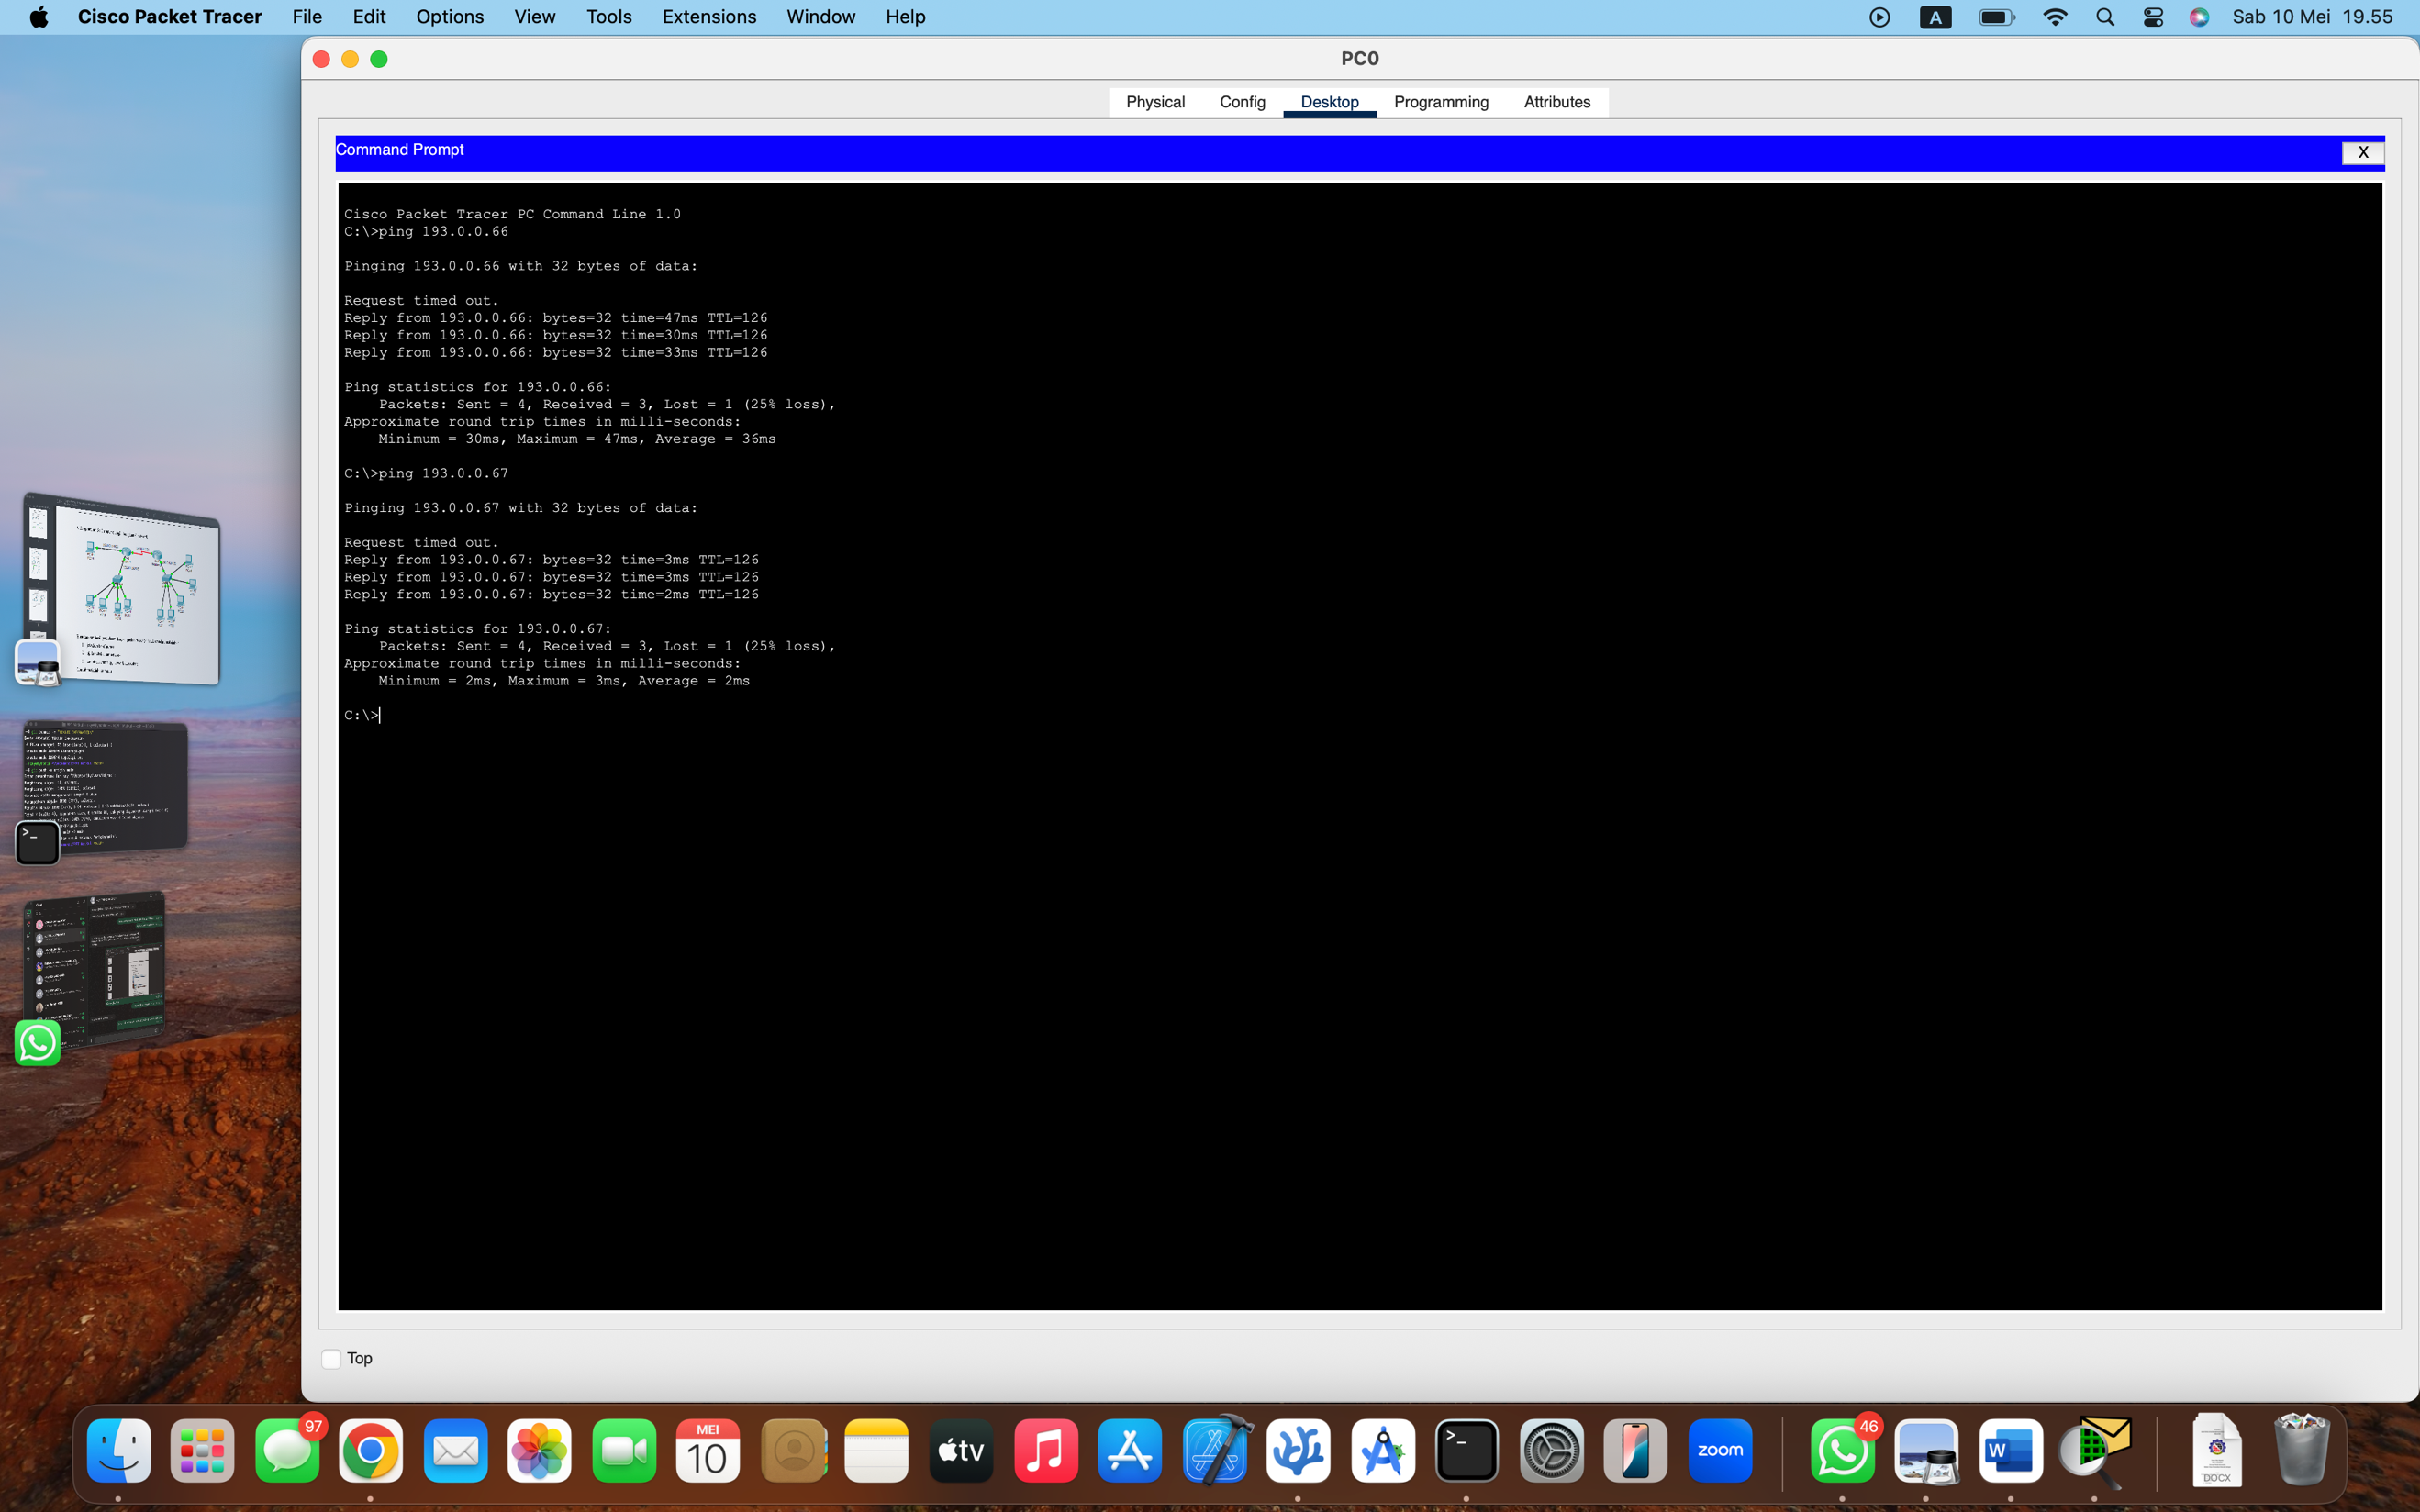 Cisco Packet Tracer File Edit Options View Tools Extensions Window Help A Sab 10 Mei 19.55
PC0
Physical Config Desktop Programming Attributes
Command Prompt X
Cisco Packet Tracer PC Command Line 1.0
C:\>ping 193.0.0.66
Pinging 193.0.0.66 with 32 bytes of data:
Request timed out.
Reply from 193.0.0.66: bytes=32 time=47ms TTL=126
Reply from 193.0.0.66: bytes=32 time=30ms TTL=126
Reply from 193.0.0.66: bytes=32 time=33ms TTL=126
Ping statistics for 193.0.0.66:
Packets: Sent = 4, Received = 3, Lost = 1 (25% loss),
Approximate round trip times in milli-seconds:
Minimum = 30ms, Maximum = 47ms, Average = 36ms
C:\>ping 193.0.0.67
Pinging 193.0.0.67 with 32 bytes of data:
Request timed out.
Reply from 193.0.0.67: bytes=32 time=3ms TTL=126
Reply from 193.0.0.67: bytes=32 time=3ms TTL=126
Reply from 193.0.0.67: bytes=32 time=2ms TTL=126
Ping statistics for 193.0.0.67:
Packets: Sent = 4, Received = 3, Lost = 1 (25% loss),
Approximate round trip times in milli-seconds:
Minimum = 2ms, Maximum = 3ms, Average = 2ms
C:\>
Top
97 MEI 10 tv >_ zoom 46 W DOCX